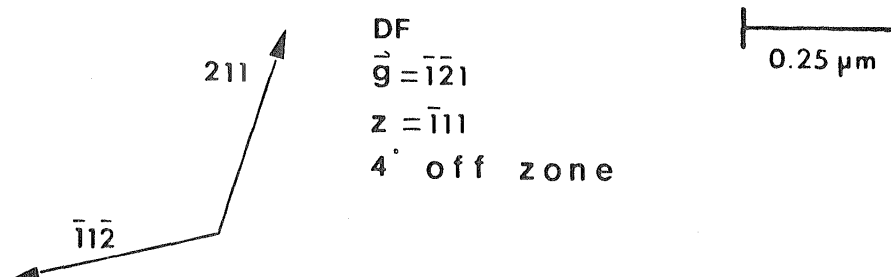 DF
211
0.25 μm
g⃗ = 1̄2̄1
z = 1̄11
4° off zone
1̄12̄